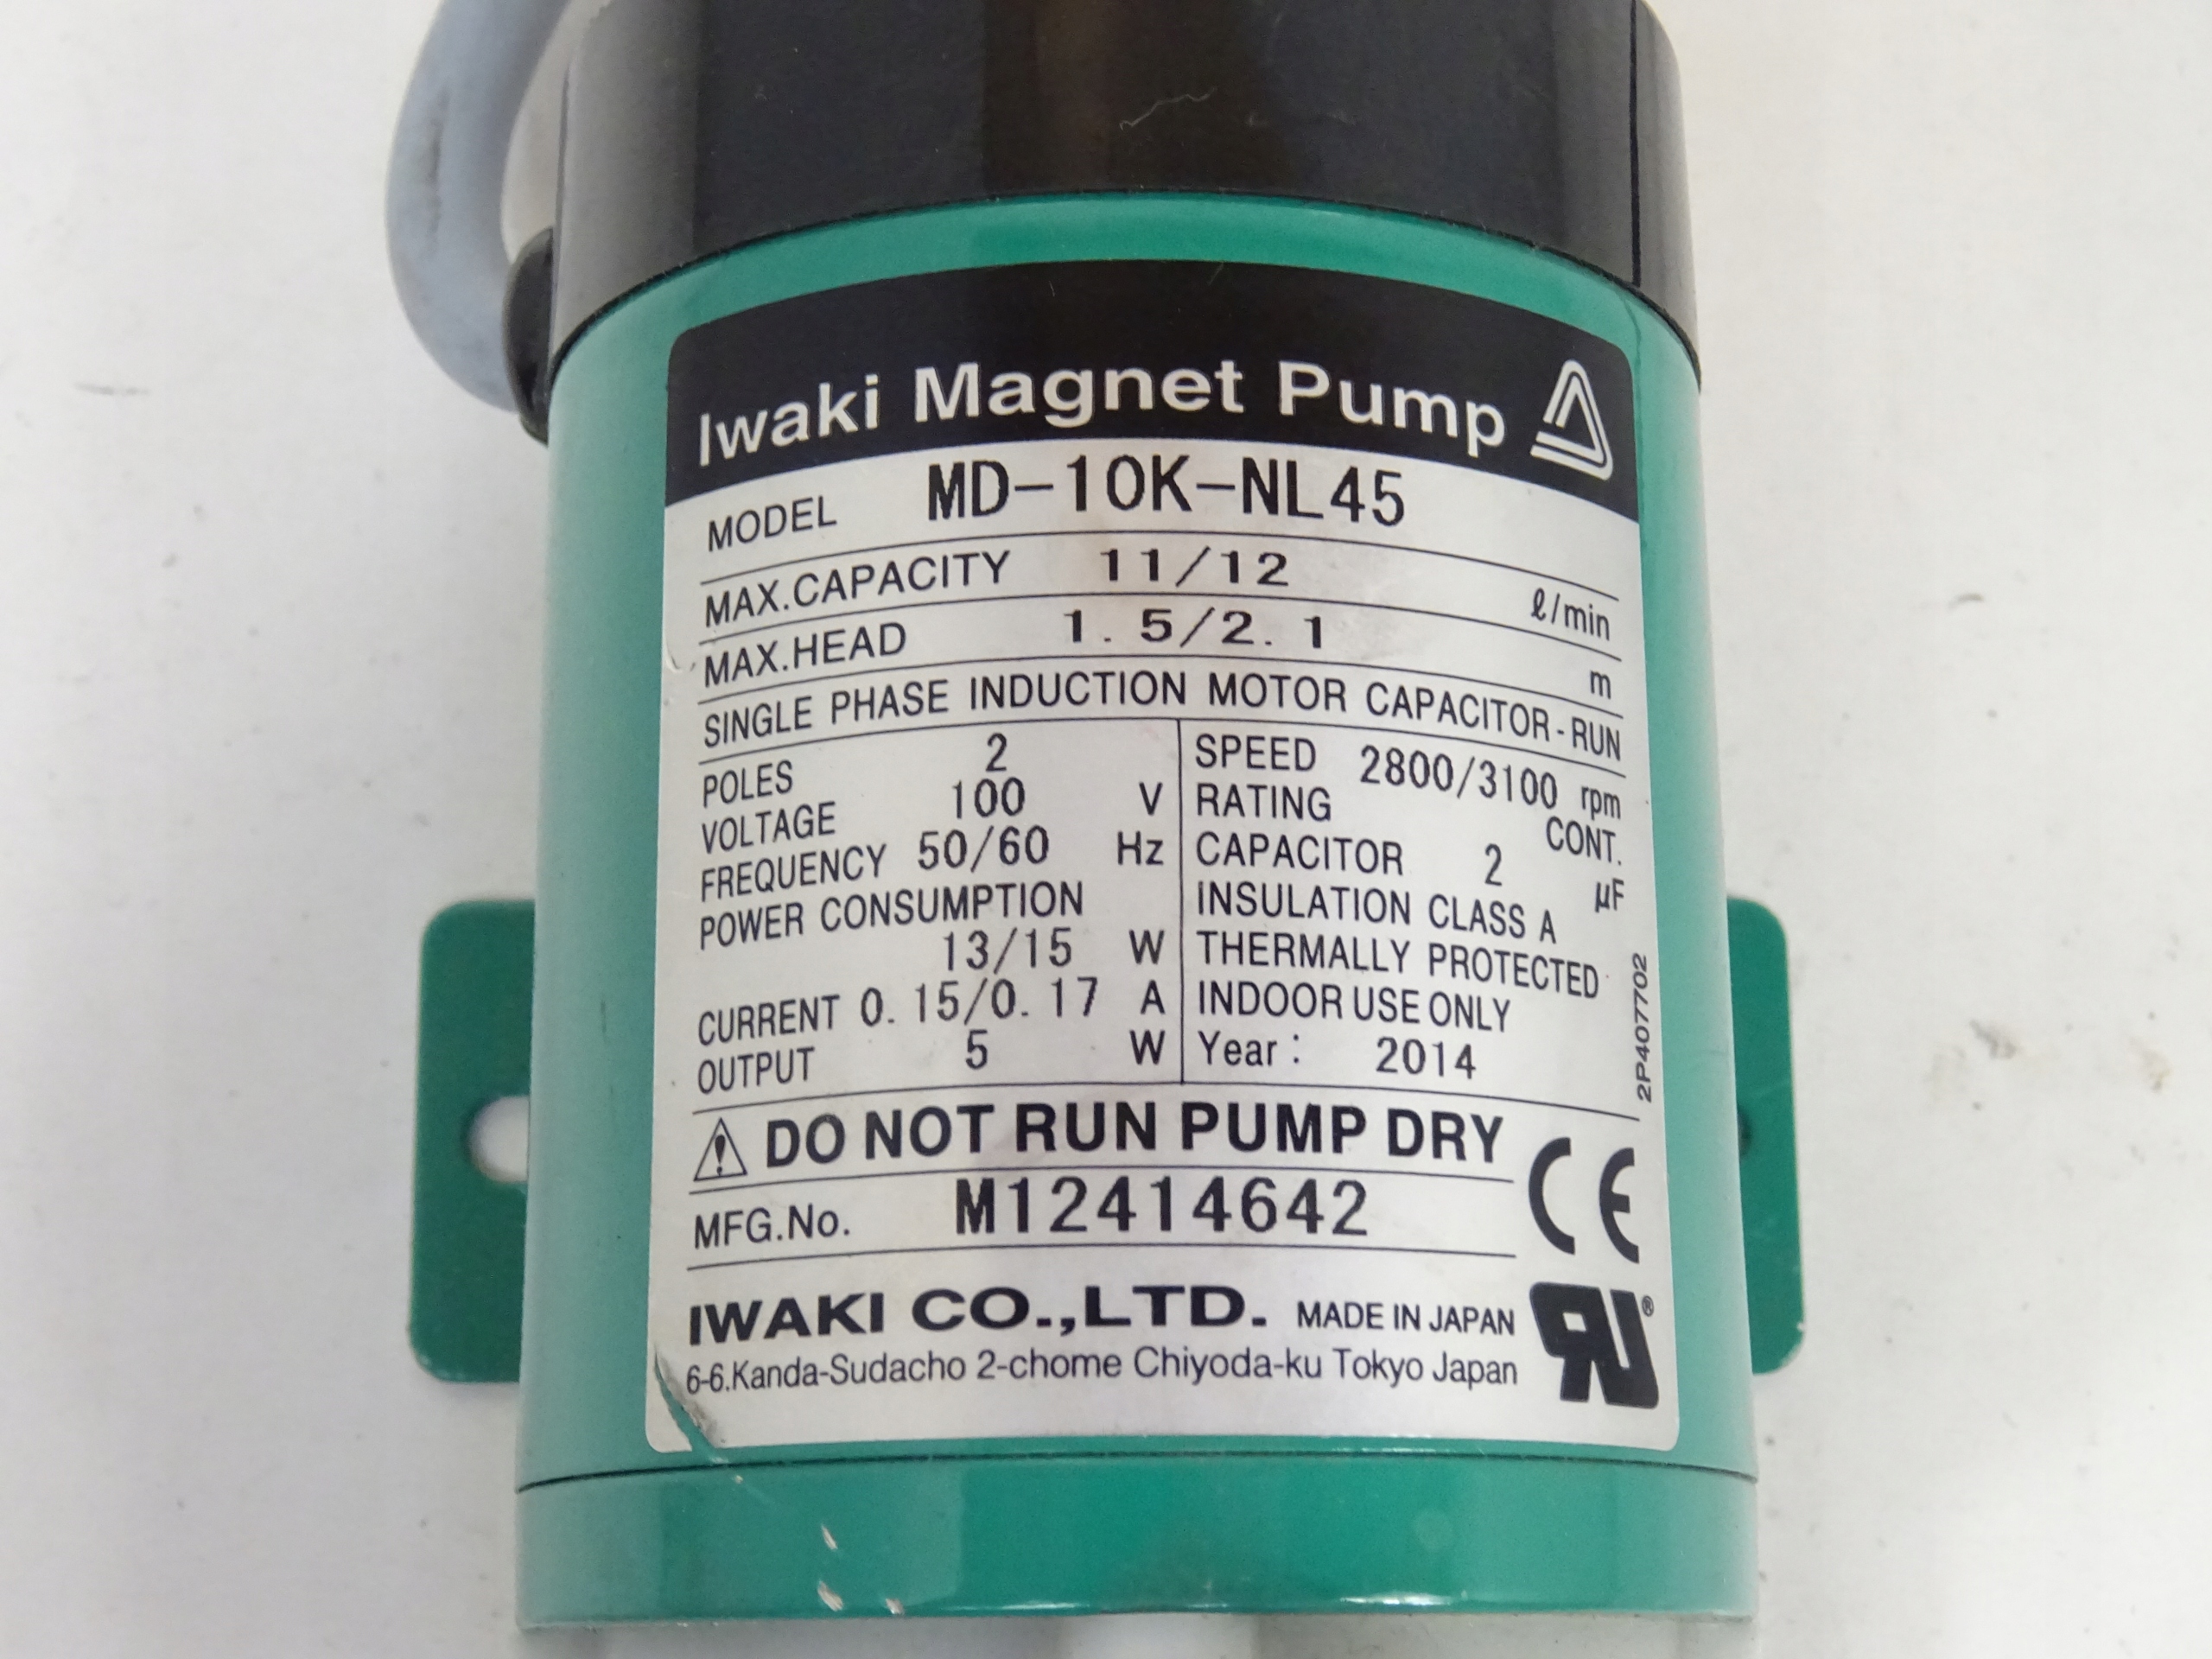 Iwaki Magnet Pump
MODEL MD-10K-NL45
MAX.CAPACITY 11/12 ℓ/min
MAX.HEAD 1.5/2.1 m
SINGLE PHASE INDUCTION MOTOR CAPACITOR-RUN
POLES 2
VOLTAGE 100 V
FREQUENCY 50/60 Hz
POWER CONSUMPTION
13/15 W
CURRENT 0.15/0.17 A
OUTPUT 5 W
SPEED 2800/3100 rpm
RATING CONT.
CAPACITOR 2 µF
INSULATION CLASS A
THERMALLY PROTECTED
INDOOR USE ONLY
Year: 2014
2P407702
DO NOT RUN PUMP DRY
MFG.No. M12414642
CE
IWAKI CO.,LTD. MADE IN JAPAN
6-6.Kanda-Sudacho 2-chome Chiyoda-ku Tokyo Japan
RU®